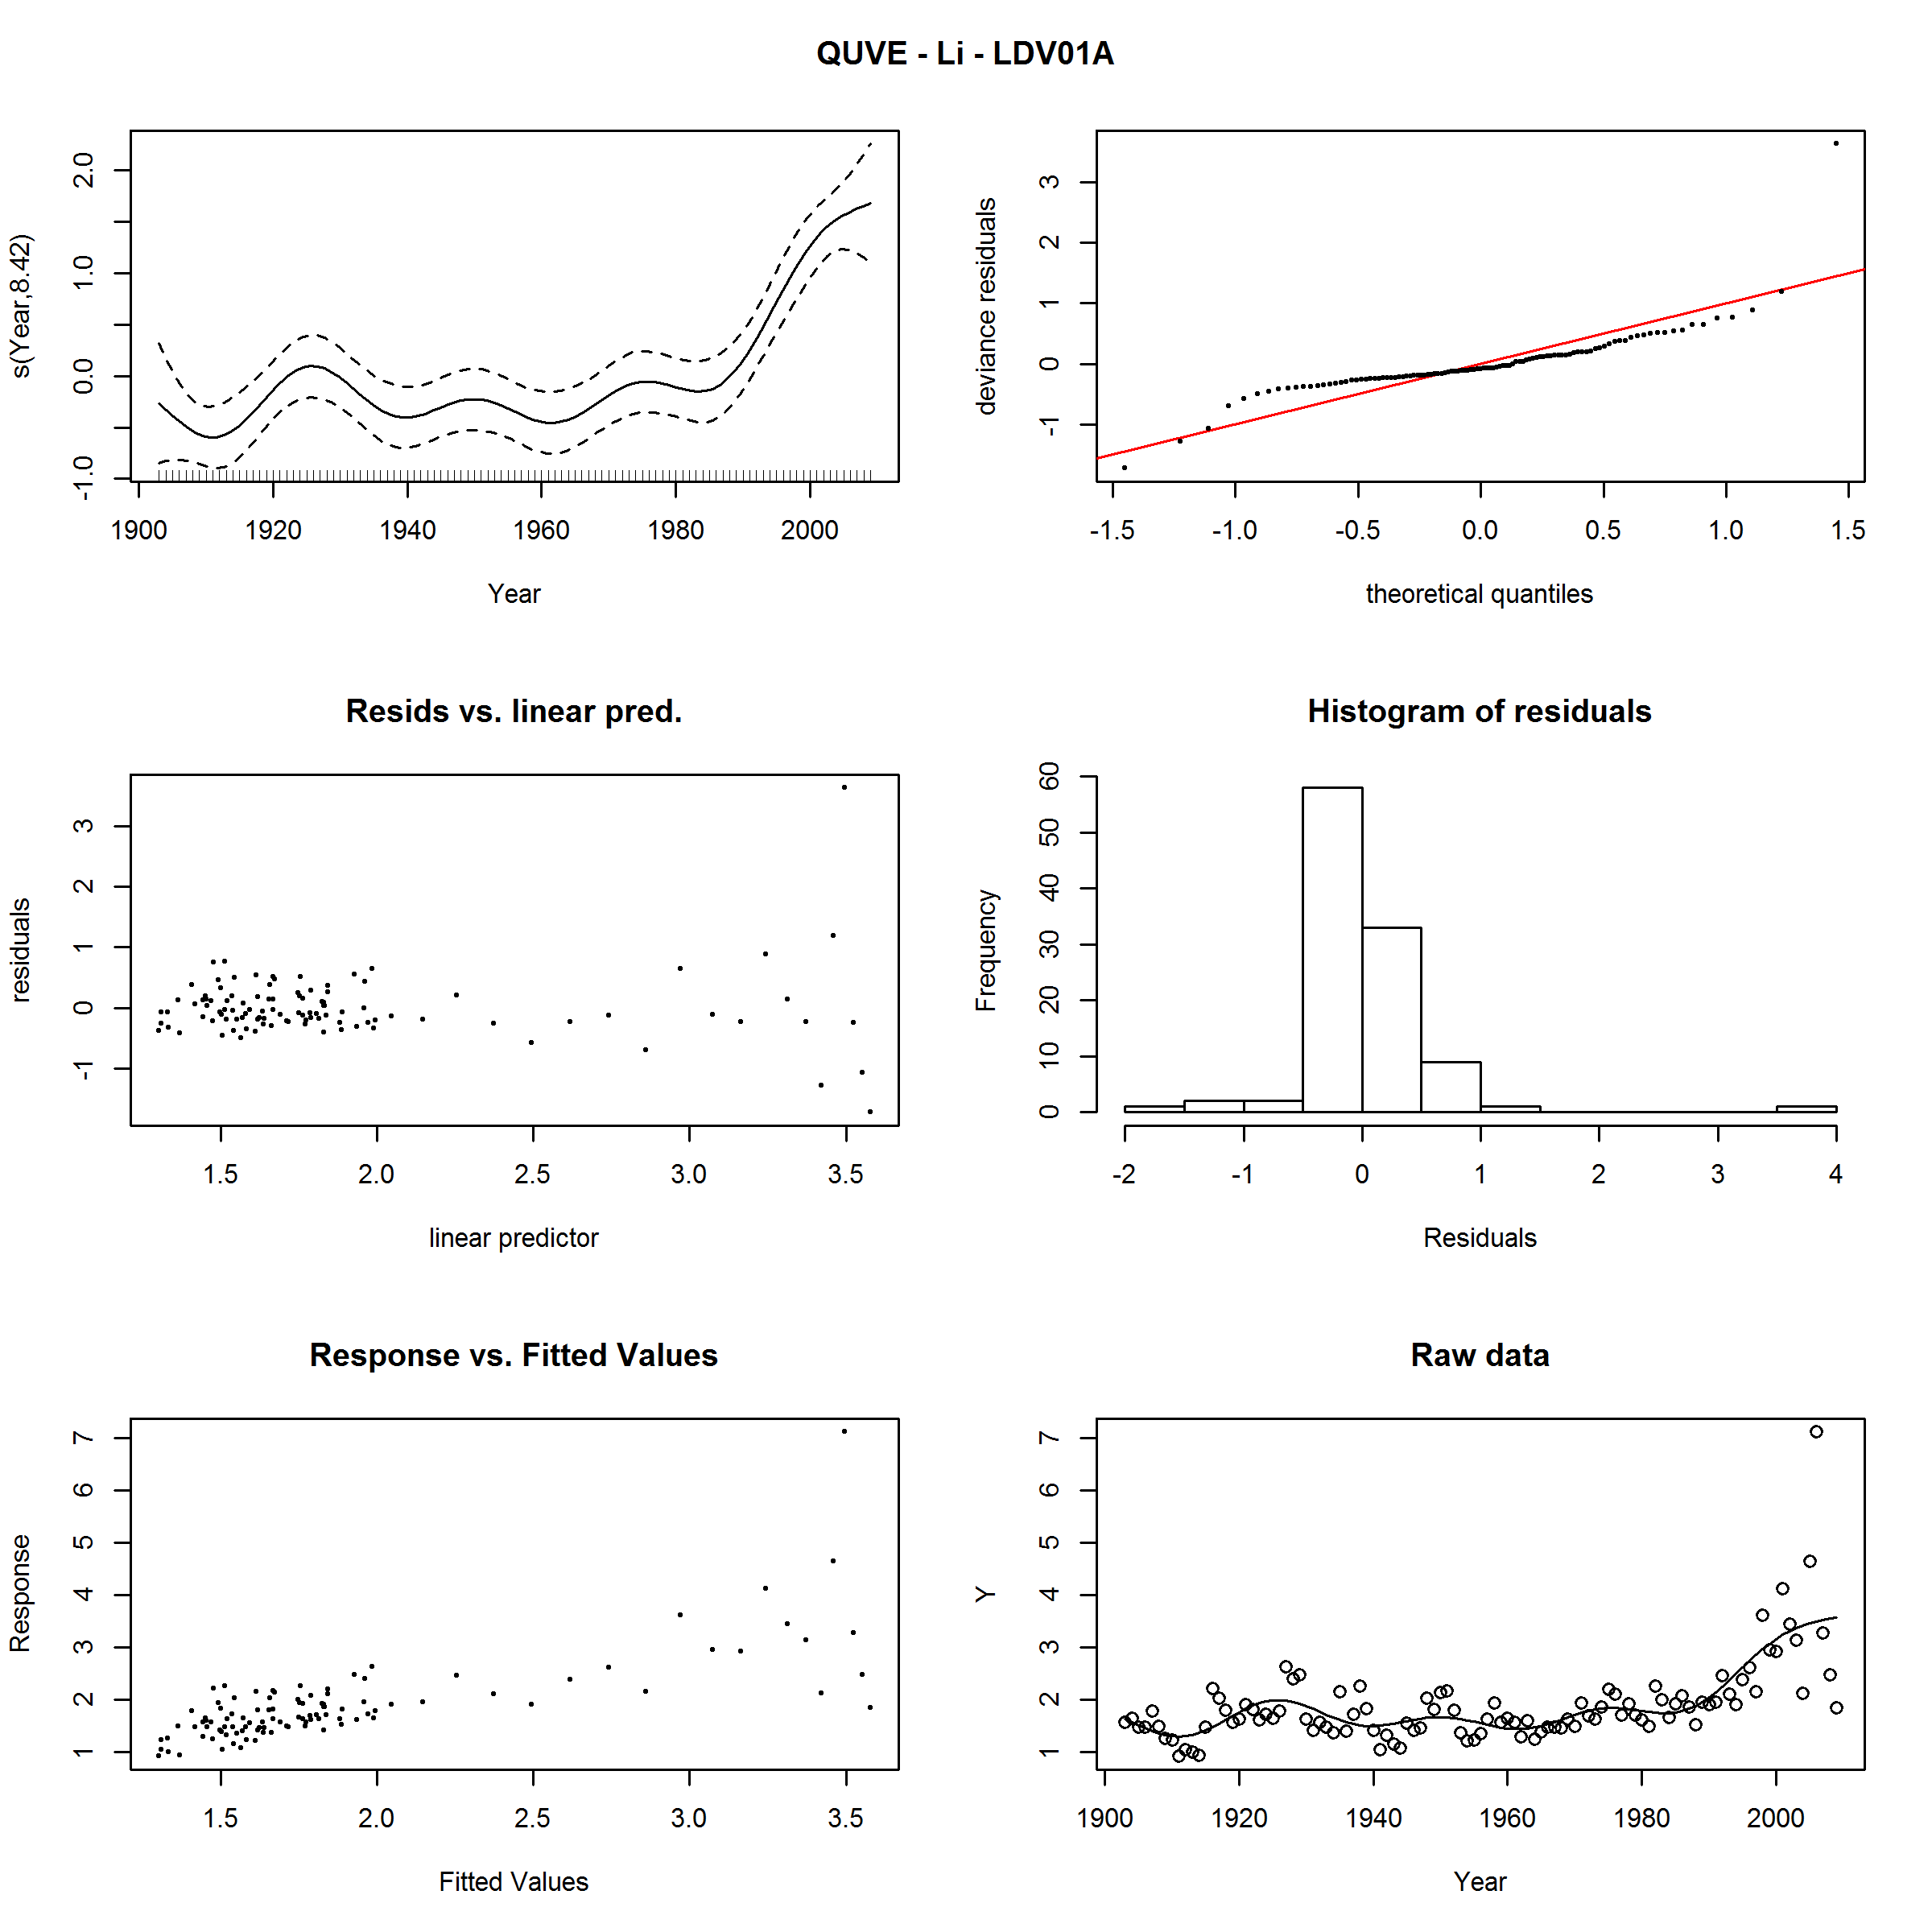 QUVE - Li - LDV01A
s(Year,8.42)
-1.0 0.0 1.0 2.0
1900 1920 1940 1960 1980 2000
Year
deviance residuals
-1 0 1 2 3
-1.5 -1.0 -0.5 0.0 0.5 1.0 1.5
theoretical quantiles
Resids vs. linear pred.
residuals
-1 0 1 2 3
1.5 2.0 2.5 3.0 3.5
linear predictor
Histogram of residuals
Frequency
0 10 20 30 40 50 60
-2 -1 0 1 2 3 4
Residuals
Response vs. Fitted Values
Response
1 2 3 4 5 6 7
1.5 2.0 2.5 3.0 3.5
Fitted Values
Raw data
Y
1 2 3 4 5 6 7
1900 1920 1940 1960 1980 2000
Year